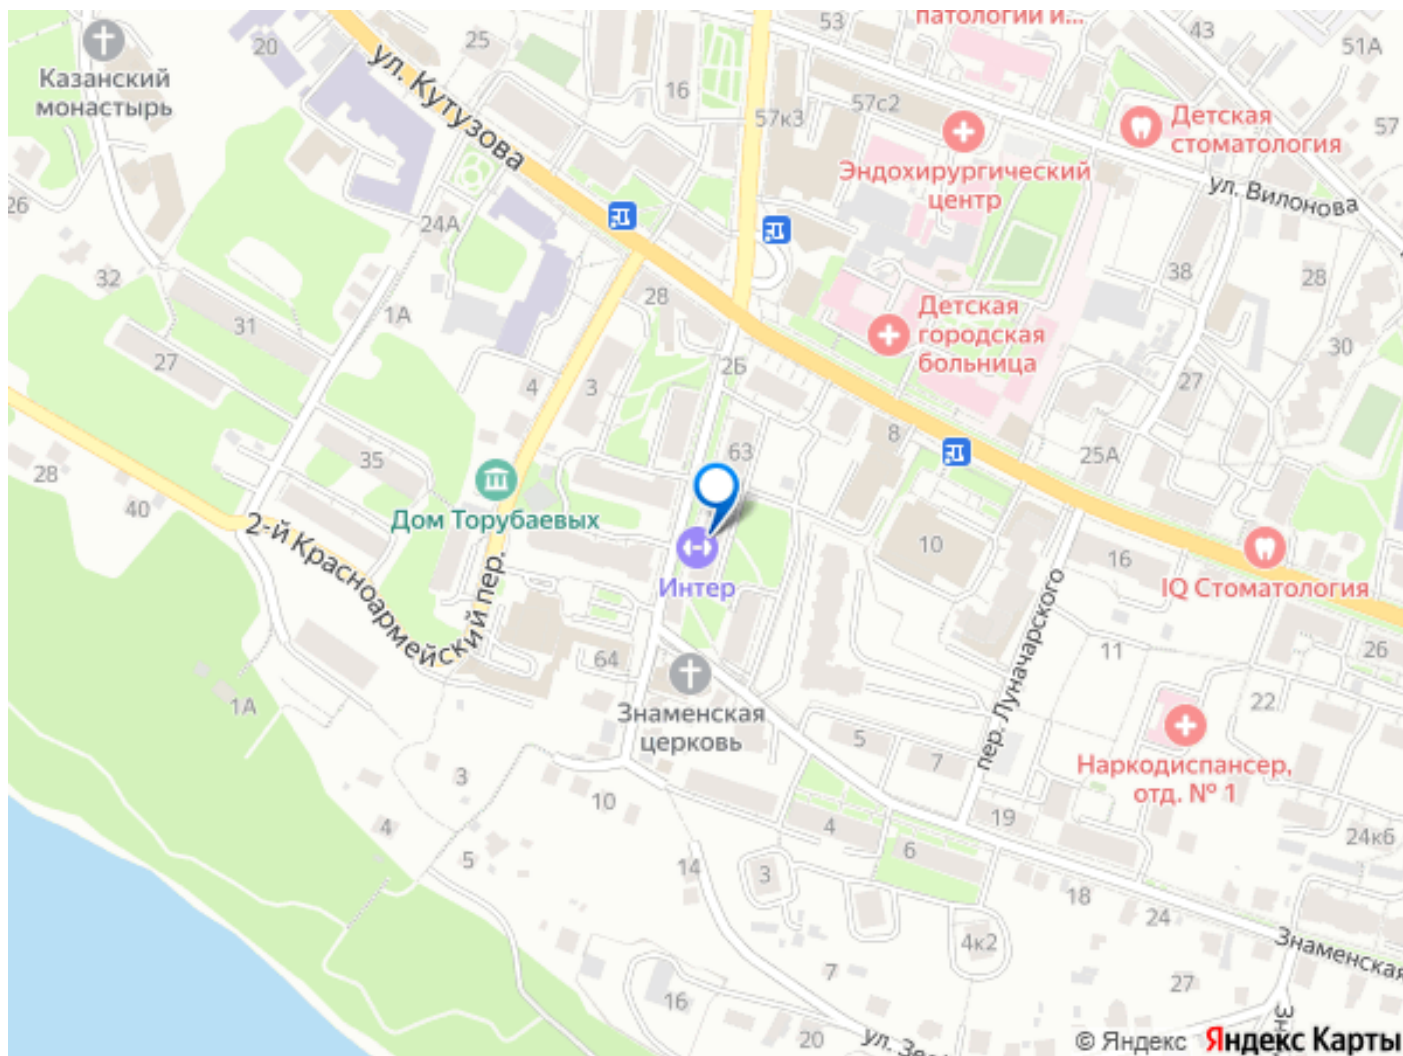 53
патологии и...
43
51А
20
25
ул. Кутузова
Казанский
монастырь
16
57к3
57с2
Детская
стоматология
57
Эндохирургический
центр
ул. Вилонова
26
24А
32
38
28
31
1А
28
Детская
городская
больница
27
2Б
30
4
3
27
35
63
8
25А
28
40
Дом Торубаевых
10
16
2-й Красноармейский пер.
Интер
IQ Стоматология
пер. Луначарского
64
11
26
1А
Знаменская
церковь
22
5
7
Наркодиспансер,
отд. № 1
3
10
4
4
19
24к6
5
14
6
3
18
24
4к2
Знаменская
7
27
16
20
© Яндекс Яндекс Карты